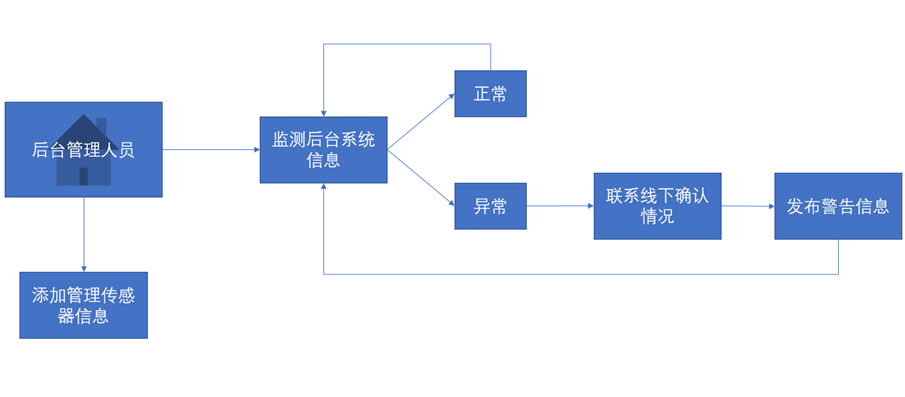 正常
监测后台系统
信息
后台管理人员
异常
联系线下确认
情况
发布警告信息
添加管理传感
器信息